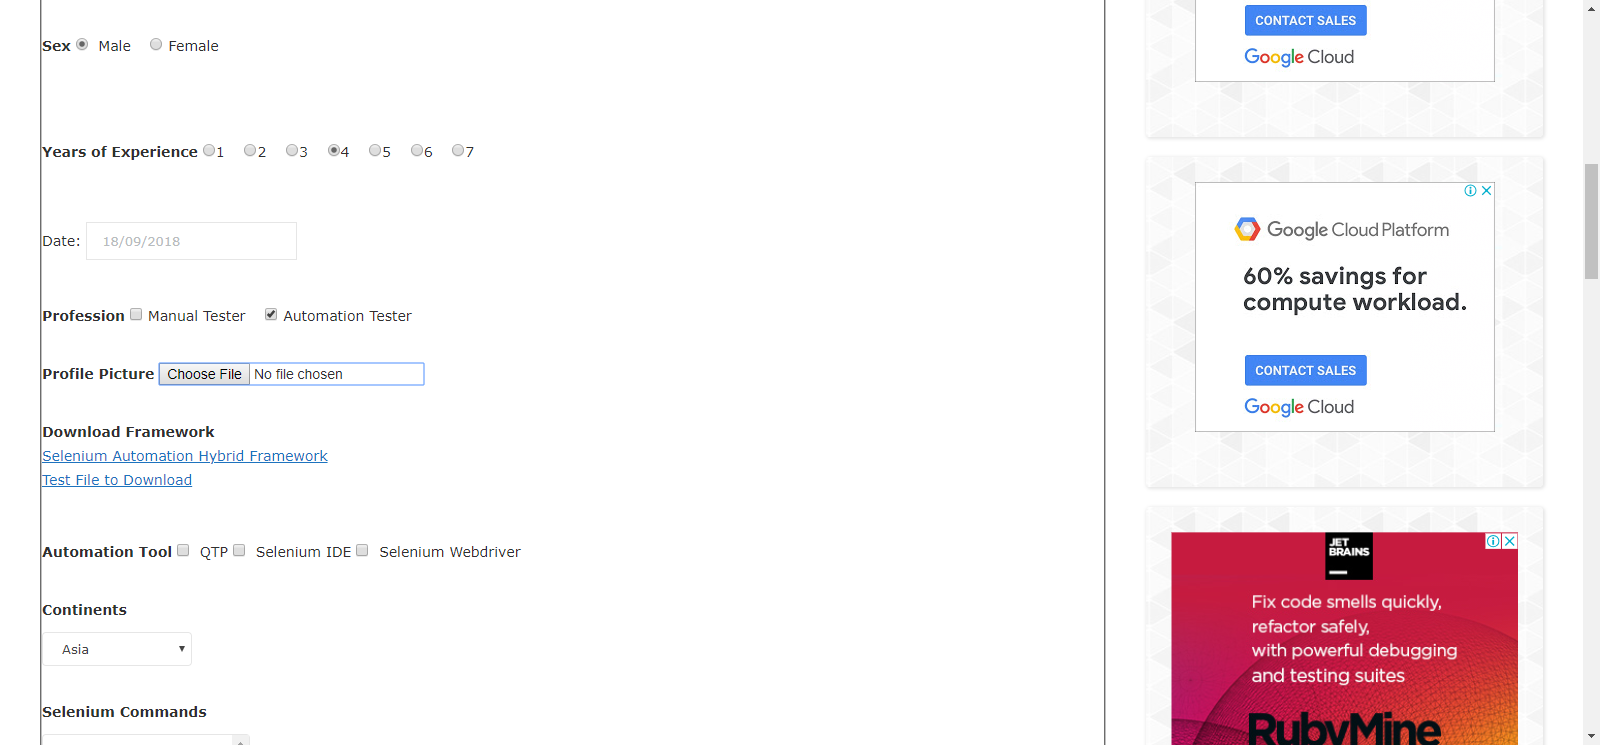 Sex Male Female
Years of Experience 1 2 3 4 5 6 7
Date: 18/09/2018
Profession Manual Tester Automation Tester
Profile Picture Choose File No file chosen
Download Framework
Selenium Automation Hybrid Framework
Test File to Download
Automation Tool QTP Selenium IDE Selenium Webdriver
Continents
Asia
Selenium Commands
CONTACT SALES
Google Cloud
Google Cloud Platform
60% savings for
compute workload.
CONTACT SALES
Google Cloud
JET
BRAINS
Fix code smells quickly,
refactor safely,
with powerful debugging
and testing suites
RubyMine